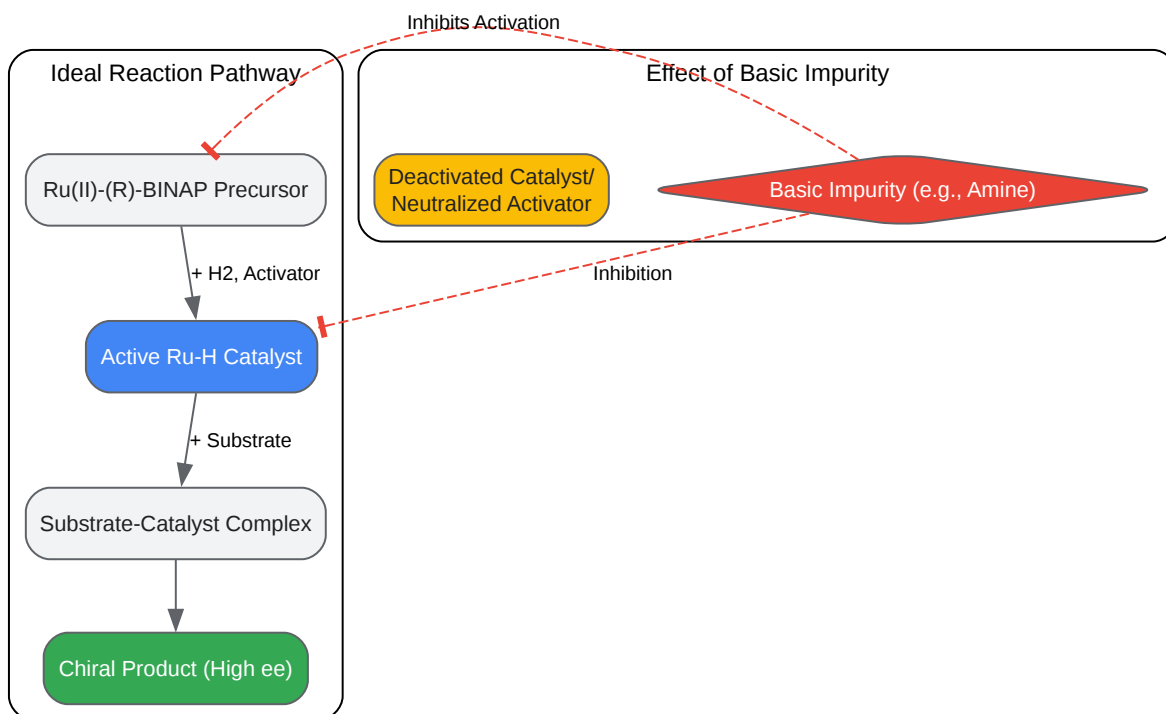 Inhibits Activation
Ideal Reaction Pathway
Effect of Basic Impurity
Ru(II)-(R)-BINAP Precursor
Deactivated Catalyst/
Neutralized Activator
Basic Impurity (e.g., Amine)
+ H2, Activator
Inhibition
Active Ru-H Catalyst
+ Substrate
Substrate-Catalyst Complex
Chiral Product (High ee)